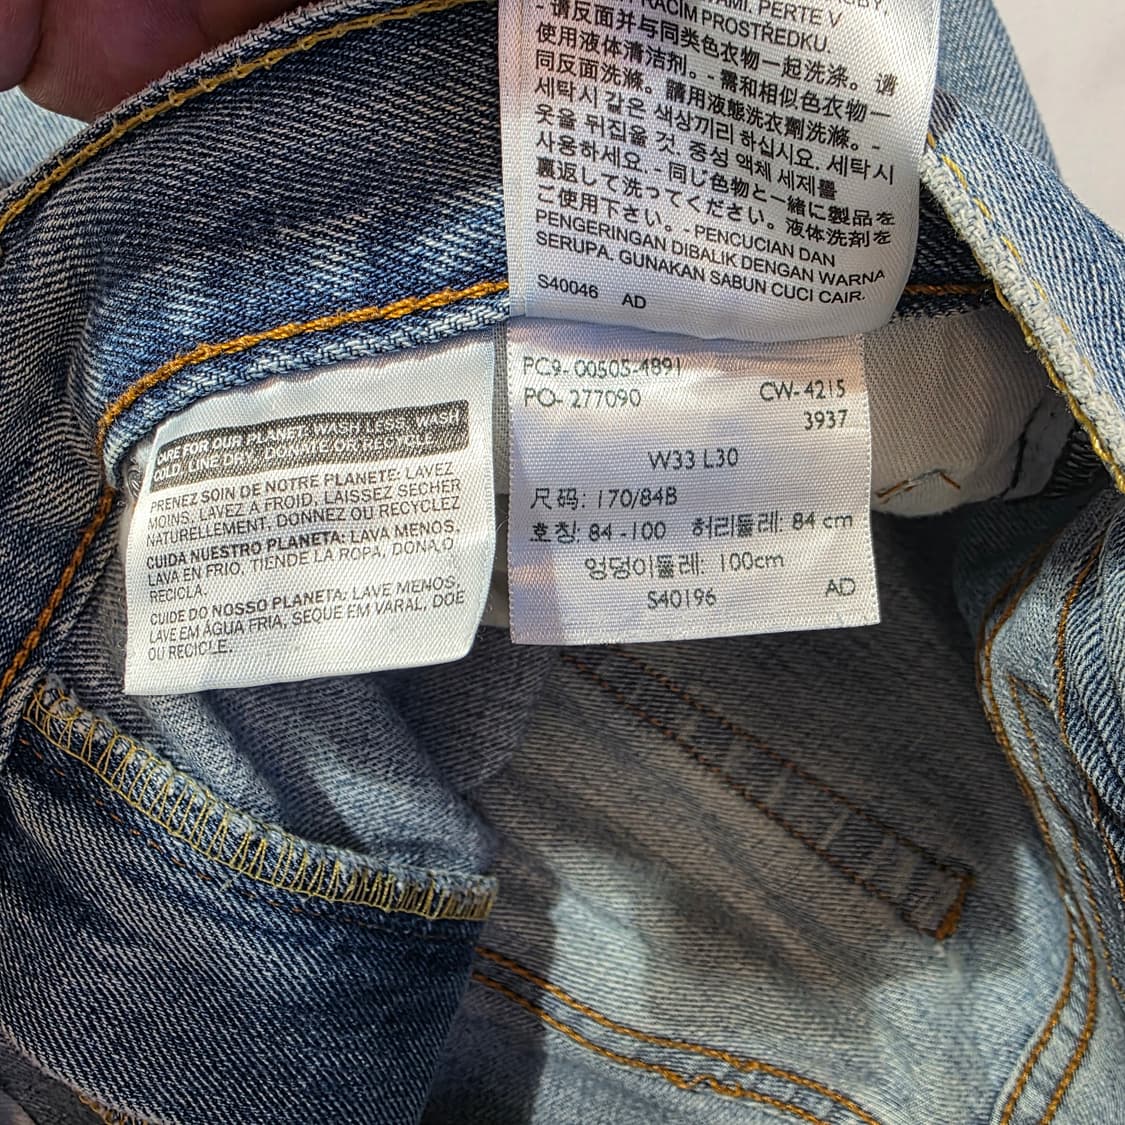 AMI. PERTE V
RACÍM PROSTŘEDKU.
- 请反面并与同类色衣物一起洗涤。请
使用液体清洁剂。- 需和相似色衣物一
同反面洗滌。請用液態洗衣劑洗滌。-
세탁시 같은 색상끼리 하십시요. 세탁시
옷을 뒤집을 것. 중성 액체 세제를
사용하세요. - 同じ色物と一緒に製品を
裏返して洗ってください。液体洗剤を
ご使用下さい。- PENCUCIAN DAN
PENGERINGAN DIBALIK DENGAN WARNA
SERUPA. GUNAKAN SABUN CUCI CAIR.
S40046 AD
PC9- 00505-4891
PO- 277090 CW- 4215
3937
W33 L30
尺码: 170/84B
호칭: 84 -100 허리둘레: 84 cm
엉덩이둘레: 100cm
S40196 AD
CARE FOR OUR PLANET: WASH LESS, WASH
COLD, LINE DRY, DONATE OR RECYCLE
PRENEZ SOIN DE NOTRE PLANETE: LAVEZ
MOINS, LAVEZ A FROID, LAISSEZ SECHER
NATURELLEMENT, DONNEZ OU RECYCLEZ
CUIDA NUESTRO PLANETA: LAVA MENOS,
LAVA EN FRIO, TIENDE LA ROPA, DONA O
RECICLA.
CUIDE DO NOSSO PLANETA: LAVE MENOS,
LAVE EM ÁGUA FRIA, SEQUE EM VARAL, DOE
OU RECICLE.